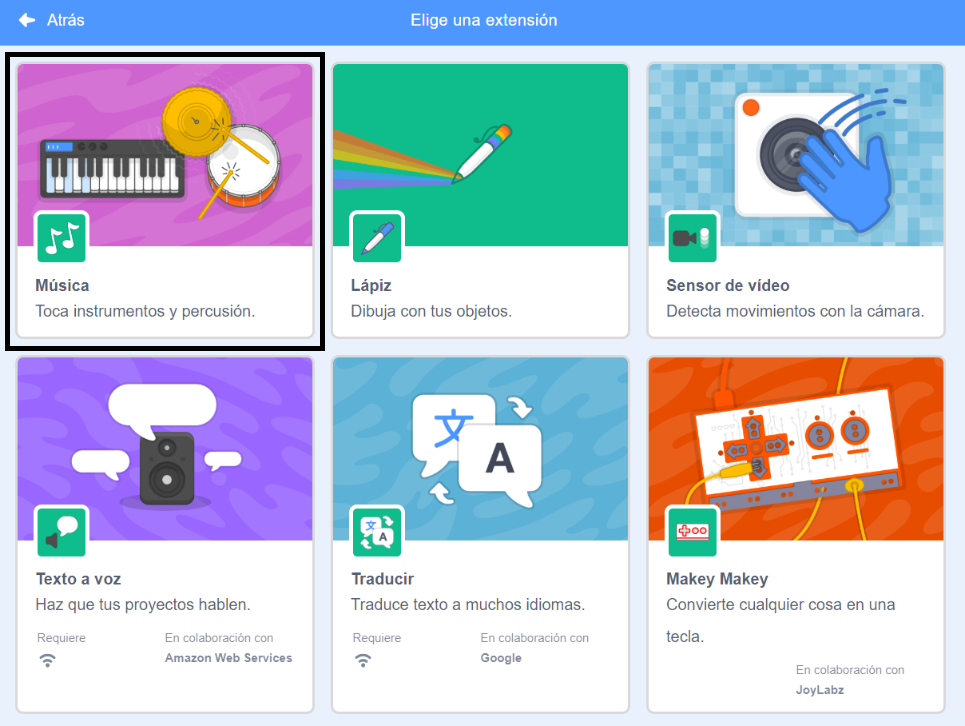 Atrás
Elige una extensión
Música
Toca instrumentos y percusión.
Lápiz
Dibuja con tus objetos.
Sensor de vídeo
Detecta movimientos con la cámara.
文
A
文
A
Texto a voz
Haz que tus proyectos hablen.
Requiere
En colaboración con
Amazon Web Services
Traducir
Traduce texto a muchos idiomas.
Requiere
En colaboración con
Google
Makey Makey
Convierte cualquier cosa en una
tecla.
En colaboración con
JoyLabz